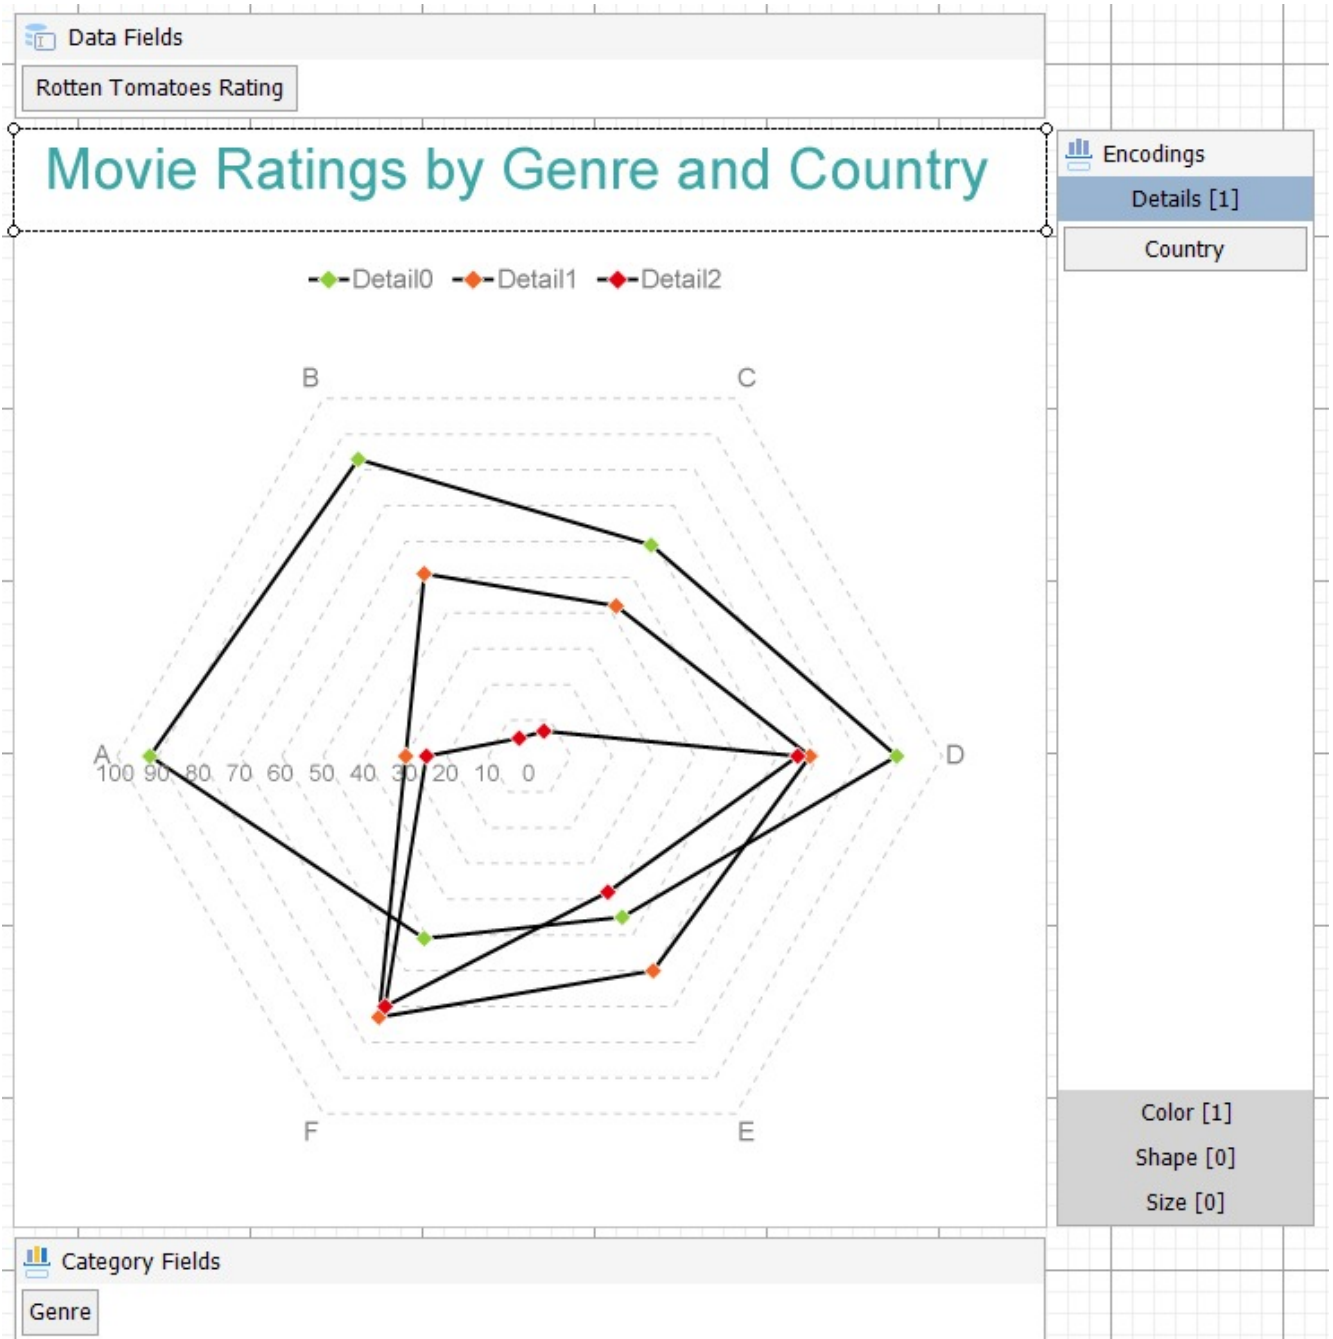 Data Fields
Rotten Tomatoes Rating
Movie Ratings by Genre and Country
Encodings
Details [1]
Country
Detail0 Detail1 Detail2
B C
A D
100 90 80 70 60 50 40 30 20 10 0
F E
Color [1]
Shape [0]
Size [0]
Category Fields
Genre